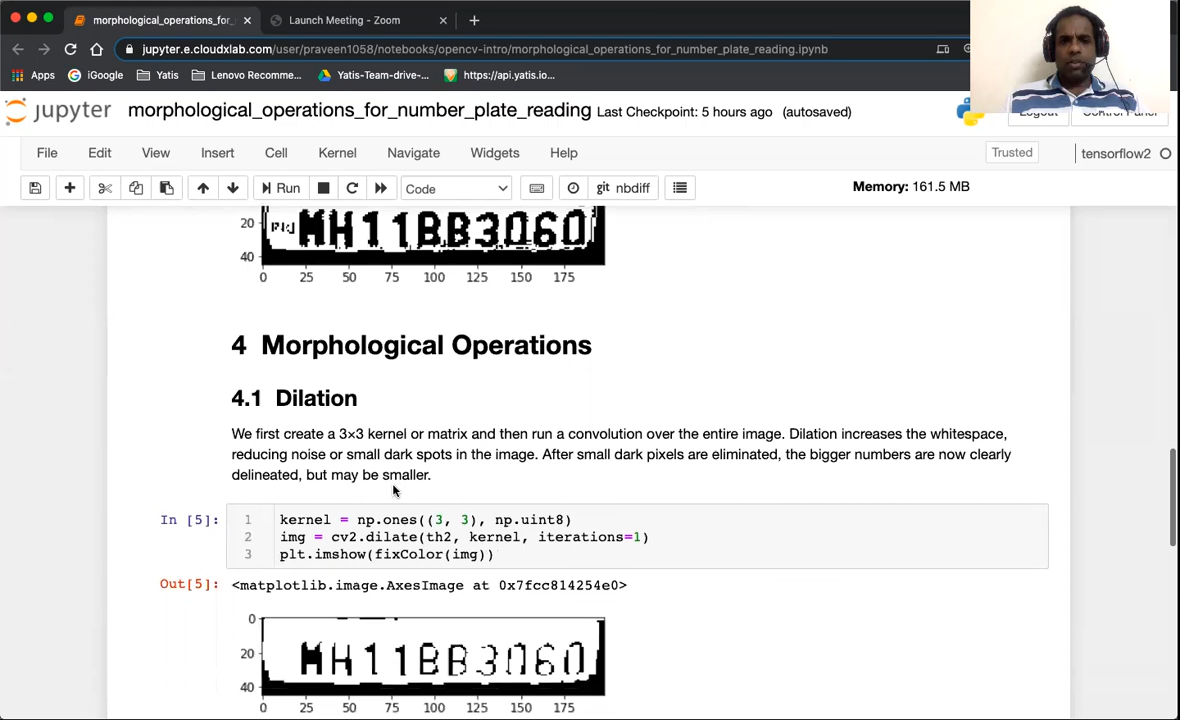 morphological_operations_for_
Launch Meeting - Zoom
jupyter.e.cloudxlab.com/user/praveen1058/notebooks/opencv-intro/morphological_operations_for_number_plate_reading.ipynb
Apps iGoogle Yatis Lenovo Recomme... Yatis-Team-drive-... https://api.yatis.io...
jupyter morphological_operations_for_number_plate_reading Last Checkpoint: 5 hours ago (autosaved)
File Edit View Insert Cell Kernel Navigate Widgets Help Trusted tensorflow2
Run Code git nbdiff Memory: 161.5 MB
20 MH11BB3060
40
0 25 50 75 100 125 150 175
4 Morphological Operations
4.1 Dilation
We first create a 3×3 kernel or matrix and then run a convolution over the entire image. Dilation increases the whitespace,
reducing noise or small dark spots in the image. After small dark pixels are eliminated, the bigger numbers are now clearly
delineated, but may be smaller.
In [5]: 1 kernel = np.ones((3, 3), np.uint8)
2 img = cv2.dilate(th2, kernel, iterations=1)
3 plt.imshow(fixColor(img))
Out[5]: <matplotlib.image.AxesImage at 0x7fcc814254e0>
0
20 MH11BB3060
40
0 25 50 75 100 125 150 175